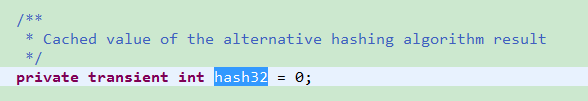 /**
* Cached value of the alternative hashing algorithm result
*/
private transient int hash32 = 0;